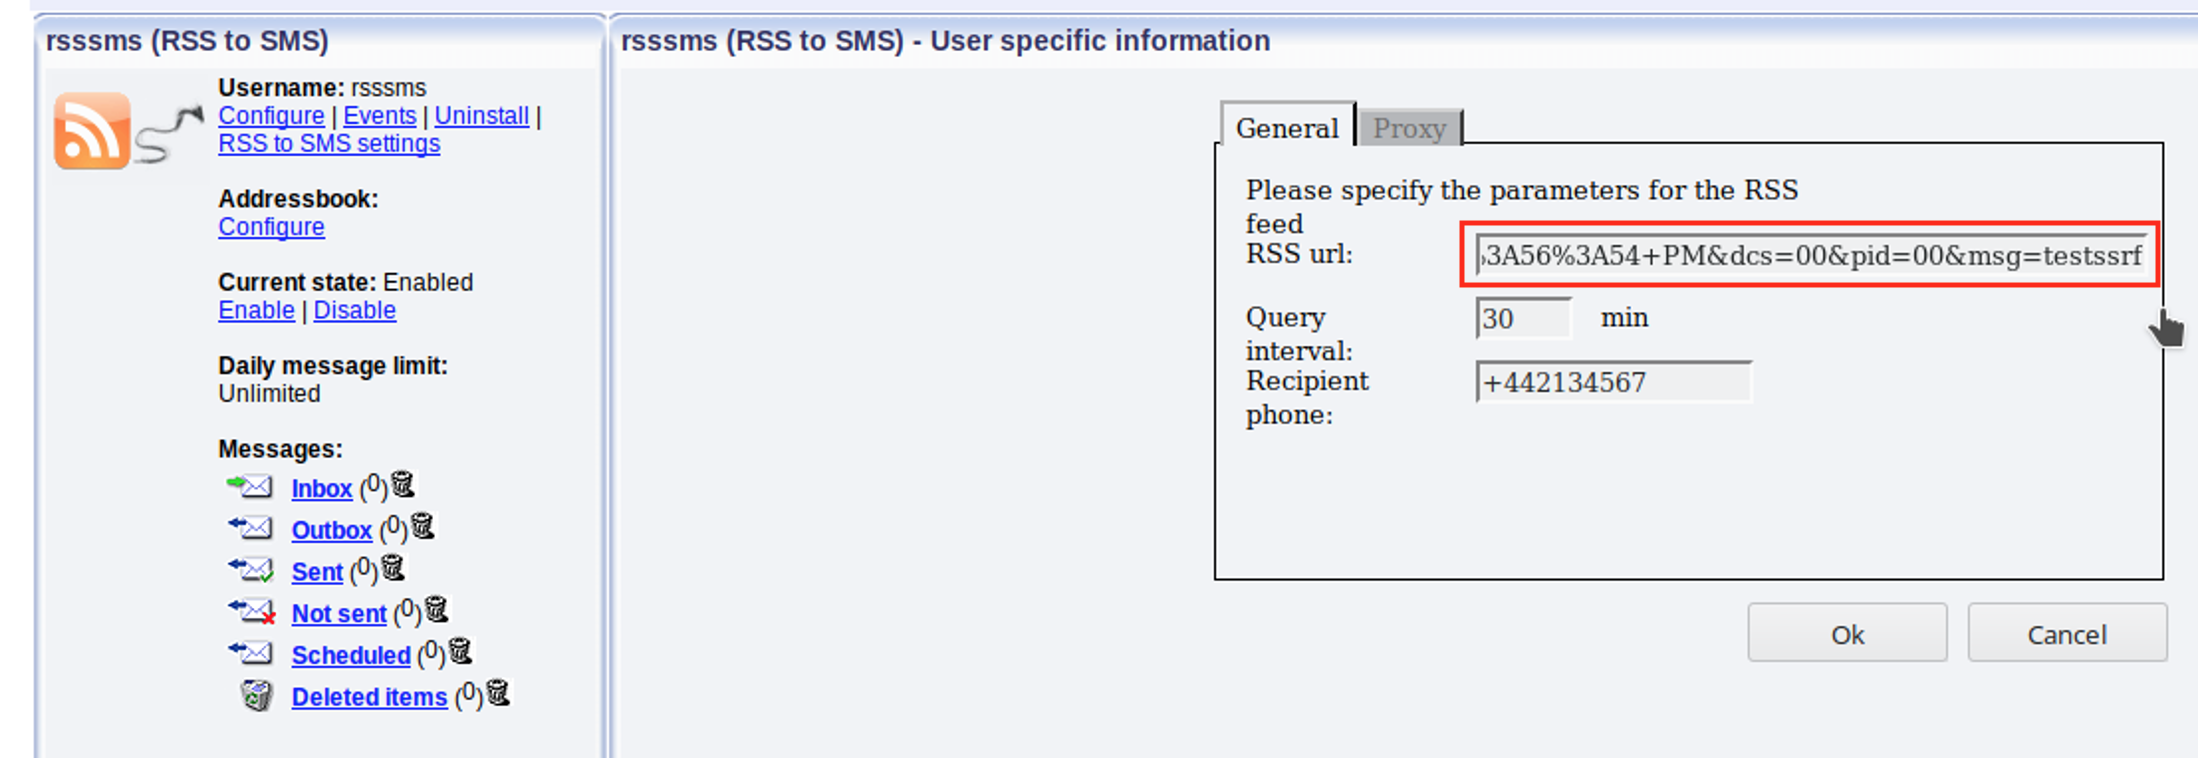 rsssms (RSS to SMS)
Username: rsssms
Configure | Events | Uninstall |
RSS to SMS settings
Addressbook:
Configure
Current state: Enabled
Enable | Disable
Daily message limit:
Unlimited
Messages:
Inbox (0)
Outbox (0)
Sent (0)
Not sent (0)
Scheduled (0)
Deleted items (0)
rsssms (RSS to SMS) - User specific information
General Proxy
Please specify the parameters for the RSS
feed
RSS url: 3A56%3A54+PM&dcs=00&pid=00&msg=testssrf
Query
interval: 30 min
Recipient
phone: +442134567
Ok Cancel